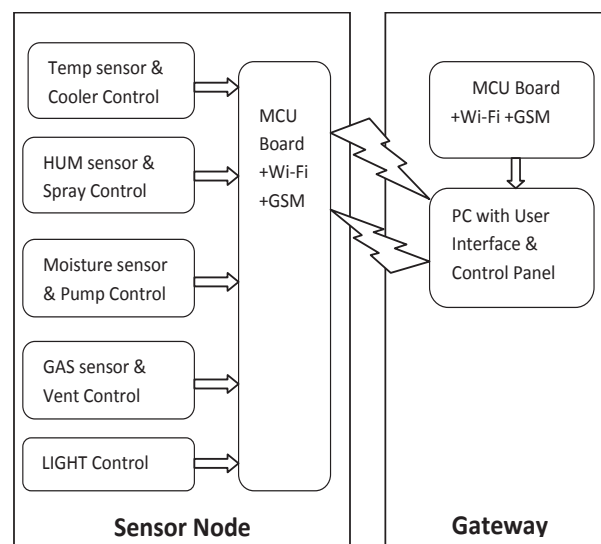 Temp sensor &
Cooler Control
HUM sensor &
Spray Control
Moisture sensor
& Pump Control
GAS sensor &
Vent Control
LIGHT Control
MCU
Board
+Wi-Fi
+GSM
Sensor Node
MCU Board
+Wi-Fi +GSM
PC with User
Interface &
Control Panel
Gateway